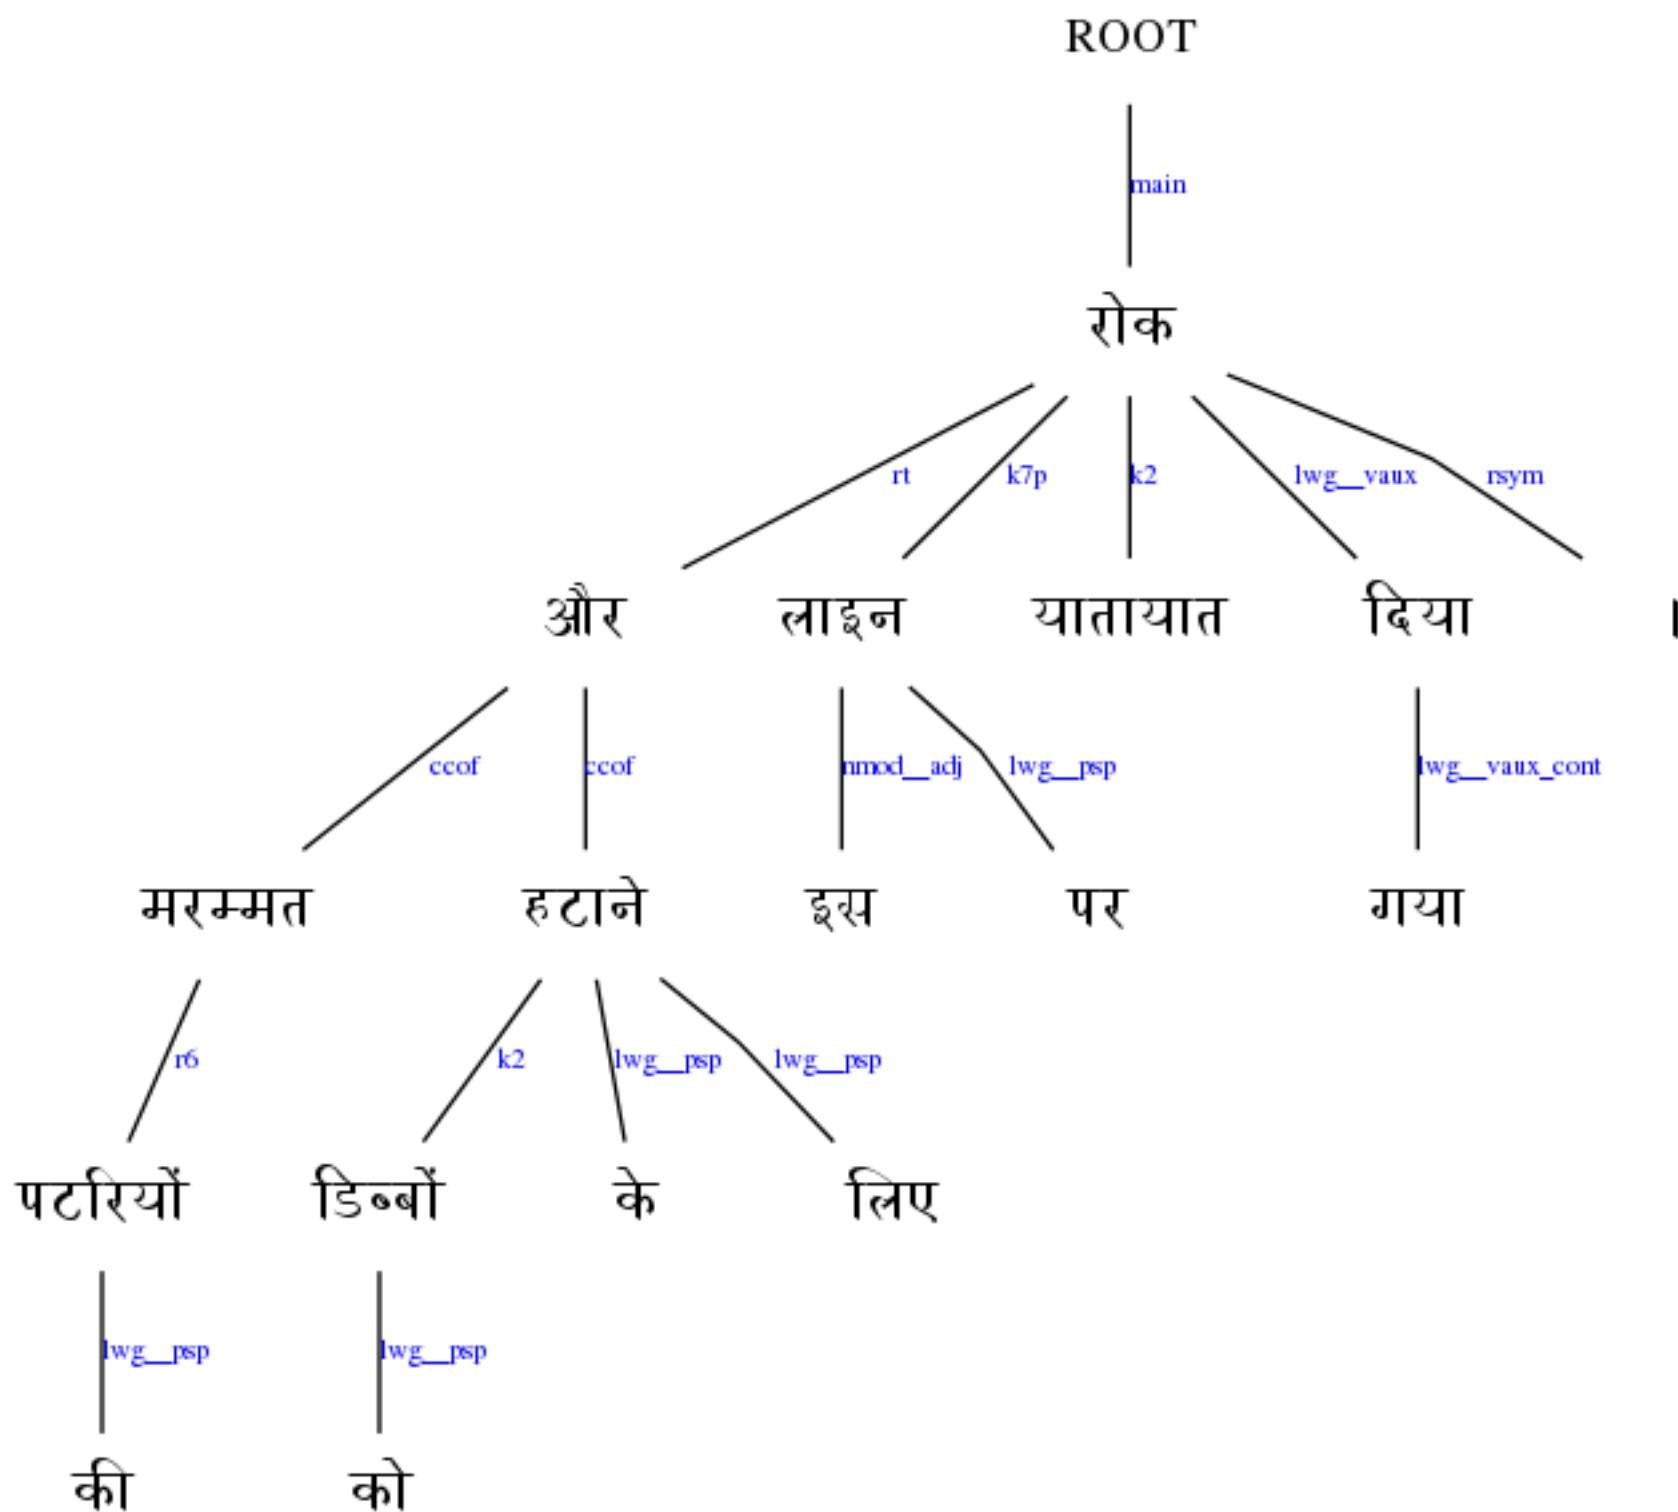 ROOT
main
रोक
rt k7p k2 lwg__vaux rsym
और लाइन यातायात दिया ।
ccof ccof nmod__adj lwg__psp lwg__vaux_cont
मरम्मत हटाने इस पर गया
r6 k2 lwg__psp lwg__psp
पटरियों डिब्बों के लिए
lwg__psp lwg__psp
की को